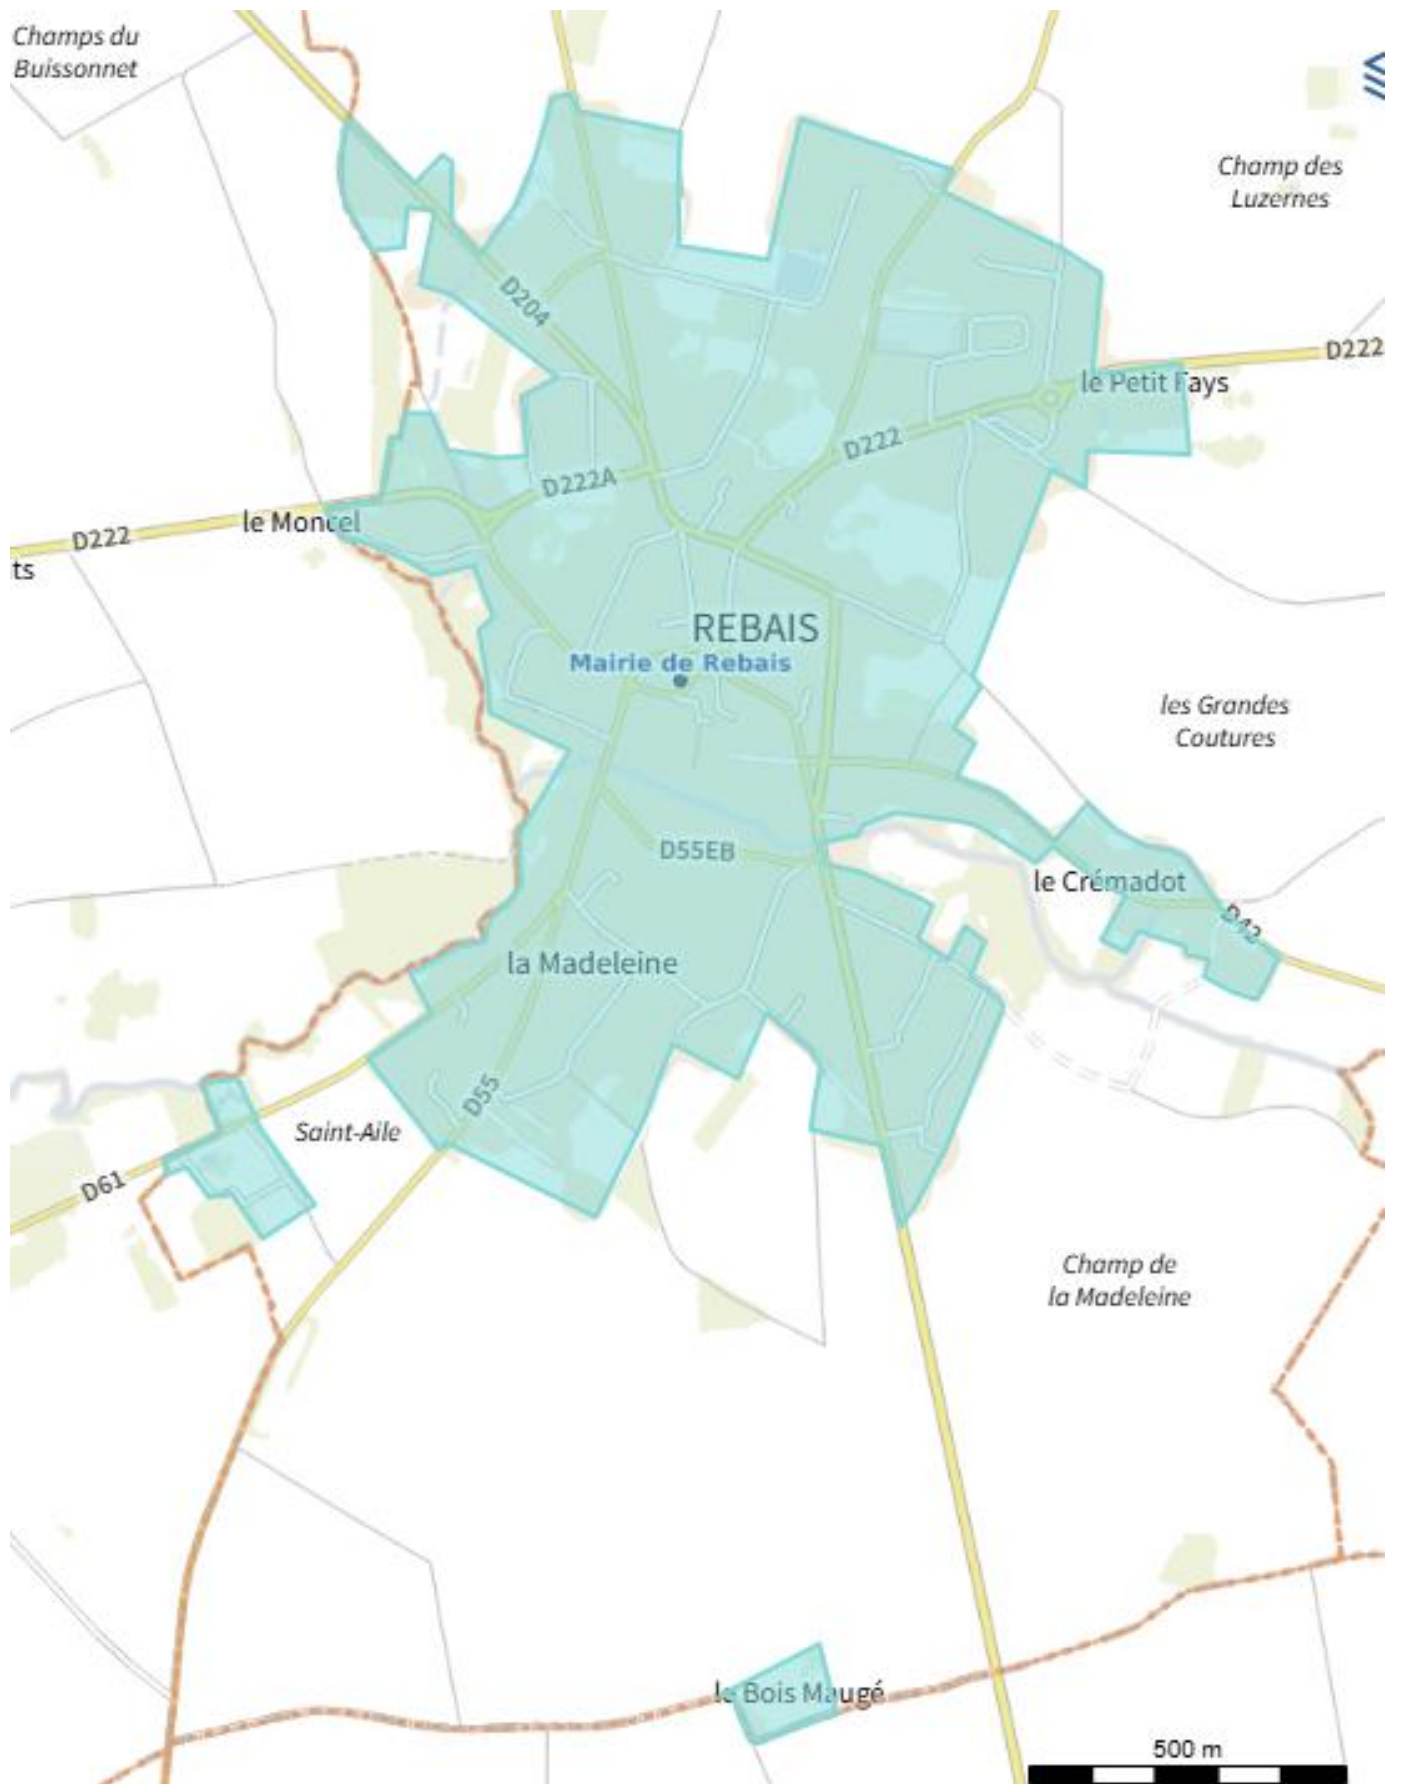 Champs du
Buissonnet
Champ des
Luzernes
D204
D222
le Petit Fays
D222
D222A
le Moncel
D222
ts
REBAIS
Mairie de Rebais
les Grandes
Coutures
D55EB
le Crémadot
D42
la Madeleine
D55
Saint-Aile
D61
Champ de
la Madeleine
le Bois Maugé
500 m